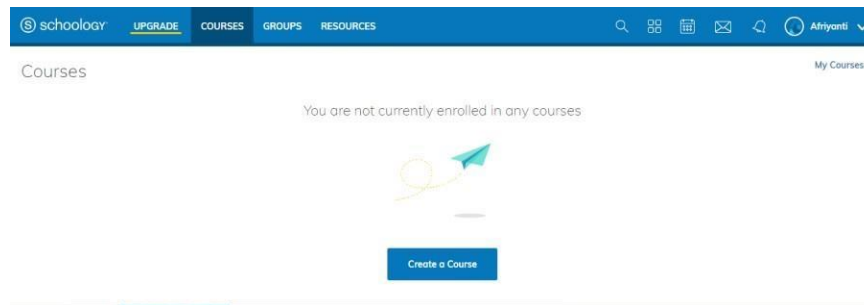 S schoology UPGRADE COURSES GROUPS RESOURCES Afriyanti
Courses My Courses
You are not currently enrolled in any courses
Create a Course